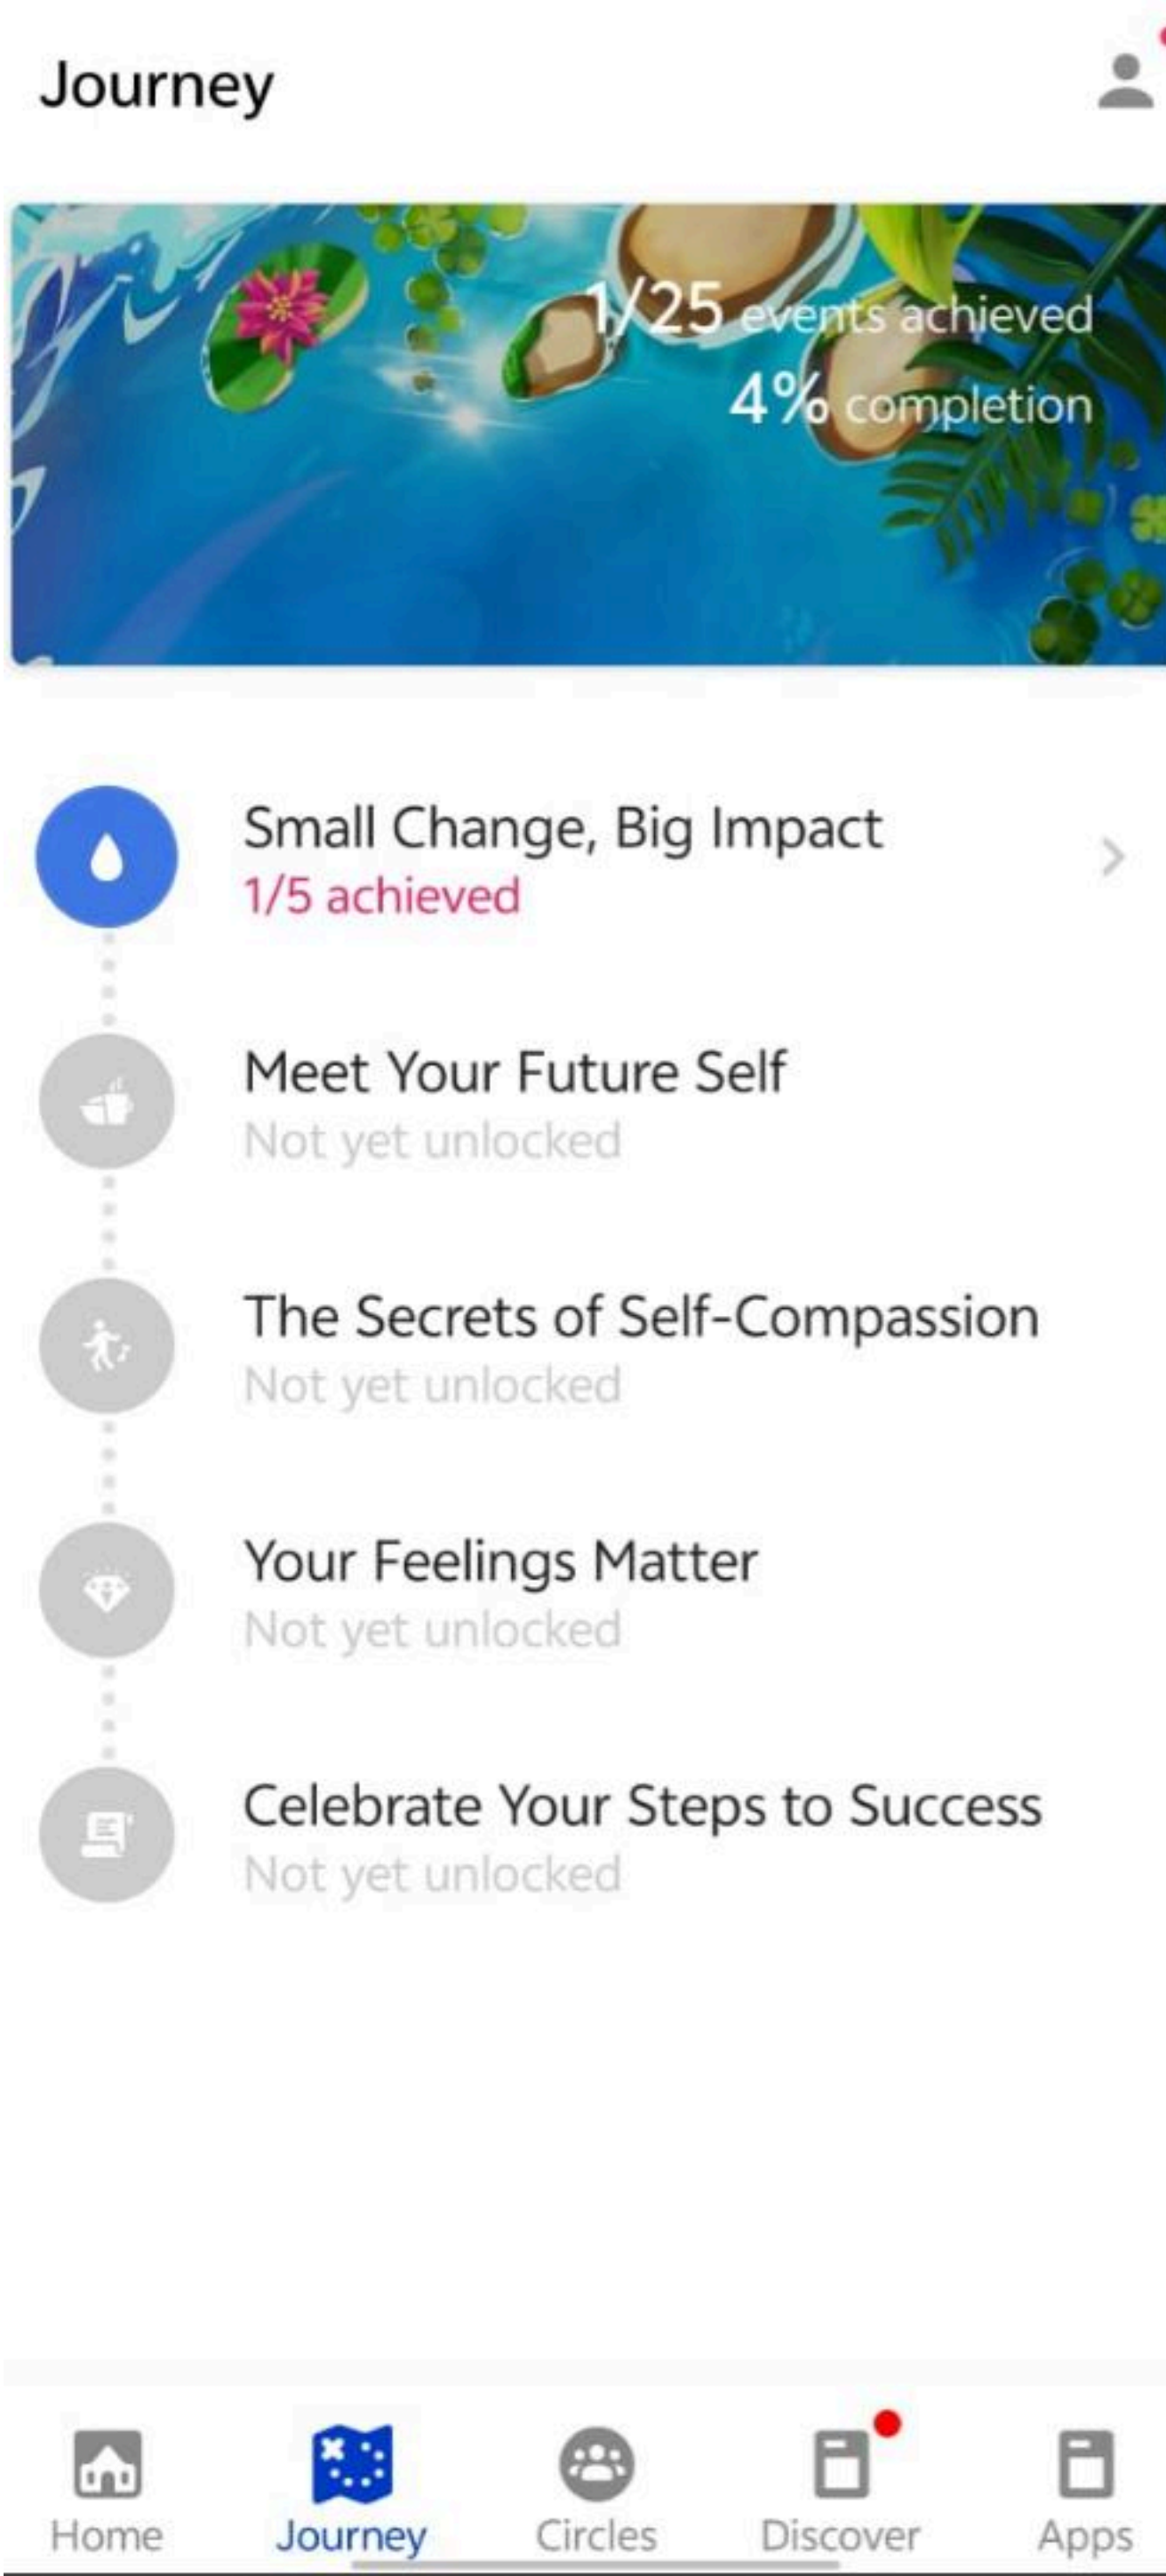 Journey
1/25 events achieved
4% completion
Small Change, Big Impact
1/5 achieved
Meet Your Future Self
Not yet unlocked
The Secrets of Self-Compassion
Not yet unlocked
Your Feelings Matter
Not yet unlocked
Celebrate Your Steps to Success
Not yet unlocked
Home
Journey
Circles
Discover
Apps